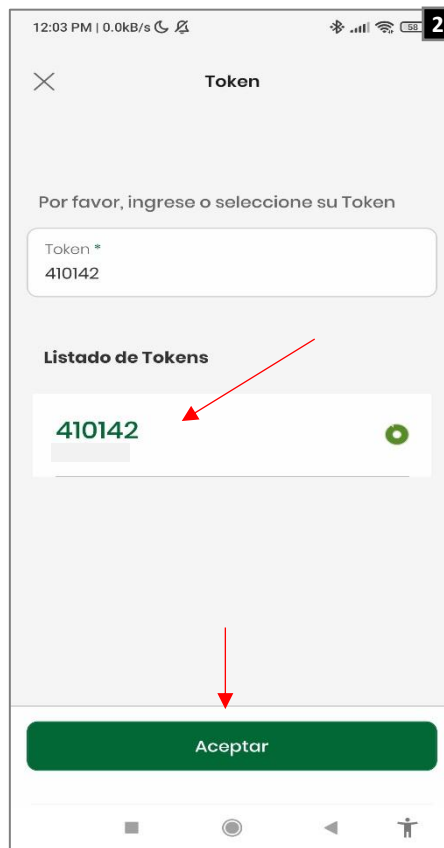 12:03 PM | 0.0kB/s
58
2
Token
Por favor, ingrese o seleccione su Token
Token *
410142
Listado de Tokens
410142
Aceptar